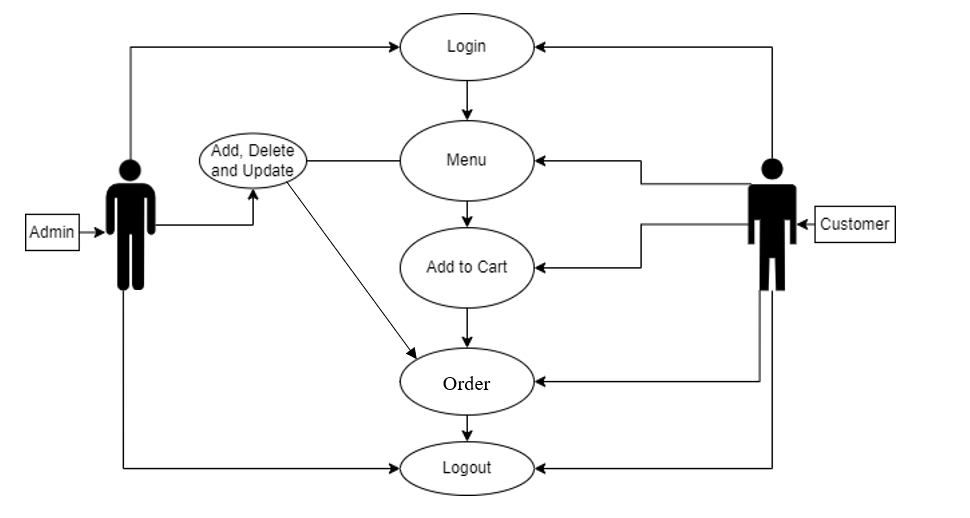 Login
Add, Delete
and Update
Menu
Admin
Customer
Add to Cart
Order
Logout